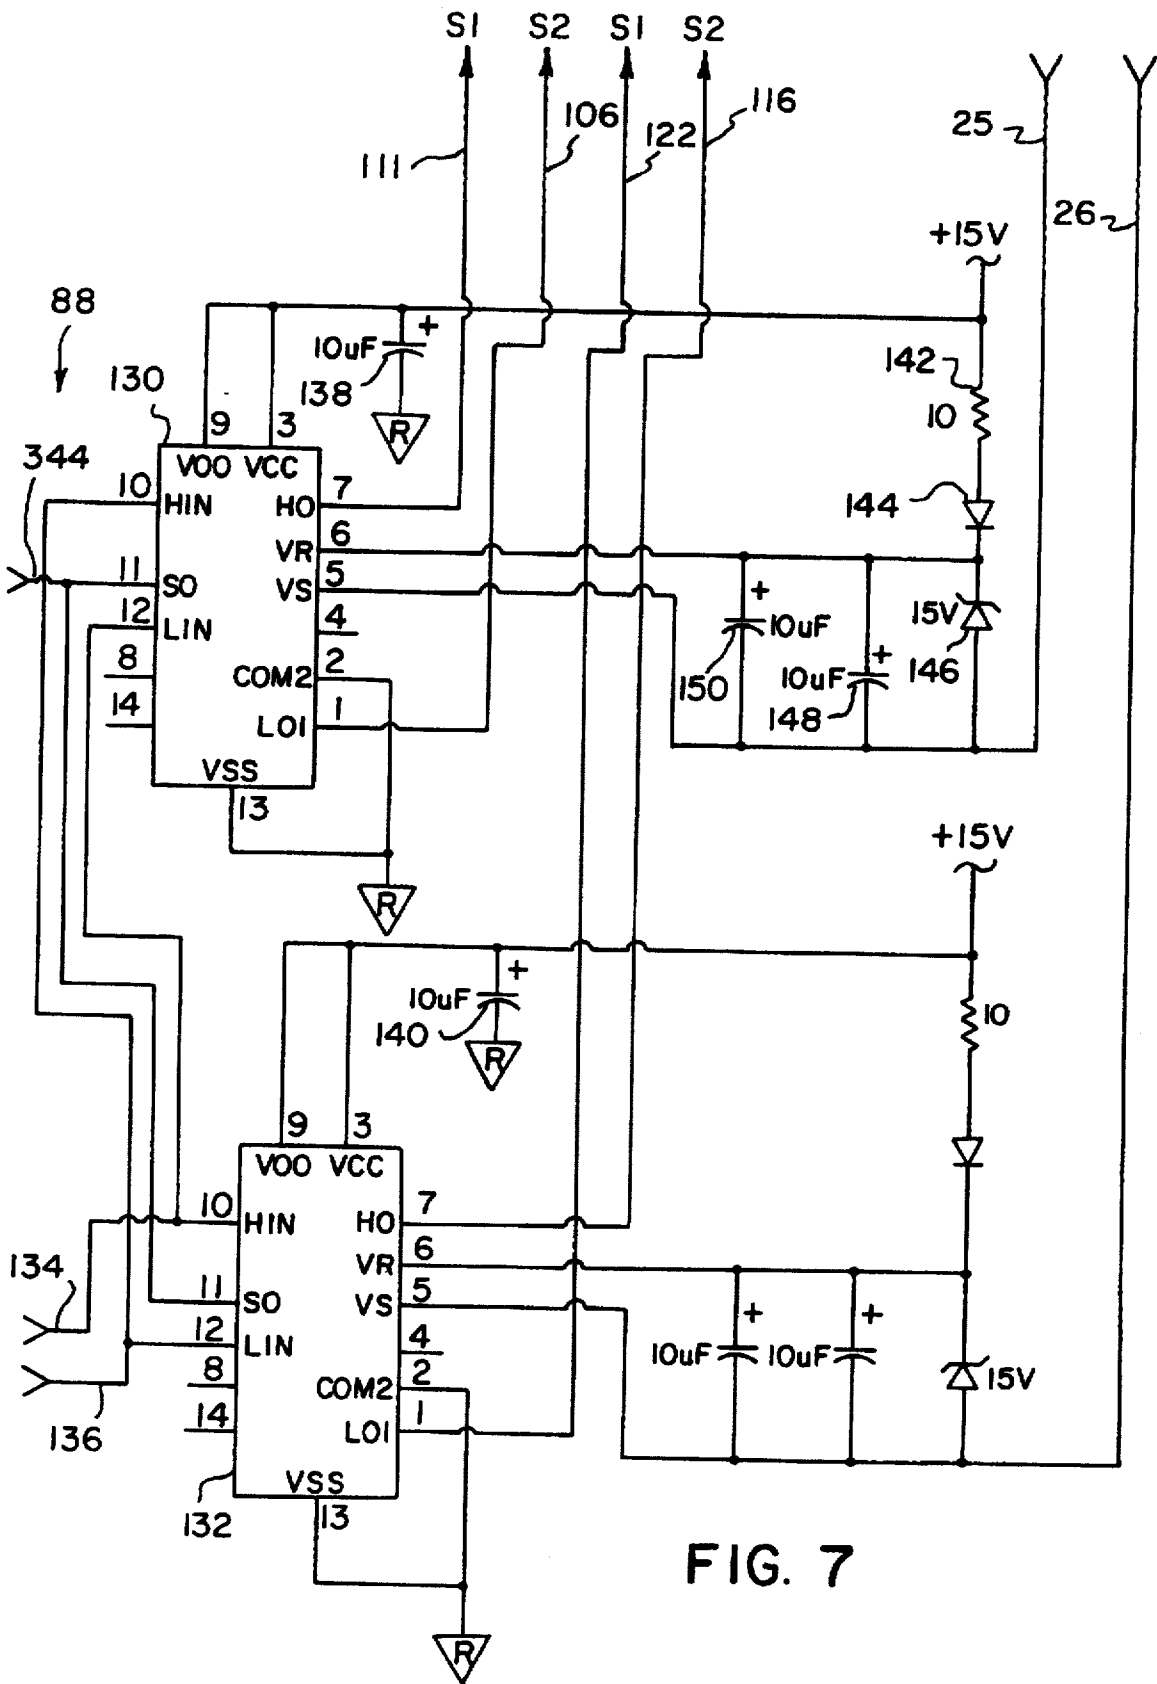 S1 S2 S1 S2
106
116
122
25
111
26
+15V
88
10uF
+
142
130
138
10
9 3
R
344
VOO VCC
10
HIN
HO
7
144
VR
6
11
SO
VS
5
+
15V
12
LIN
4
10uF
+
8
COM2
2
150
10uF
146
14
LO1
1
148
VSS
13
+15V
R
+
10uF
140
10
R
9 3
VOO VCC
10
HIN
HO
7
134
VR
6
11
SO
VS
5
+ +
12
LIN
4
10uF 10uF
8
COM2
2
15V
14
LO1
1
136
VSS
132
13
FIG. 7
R